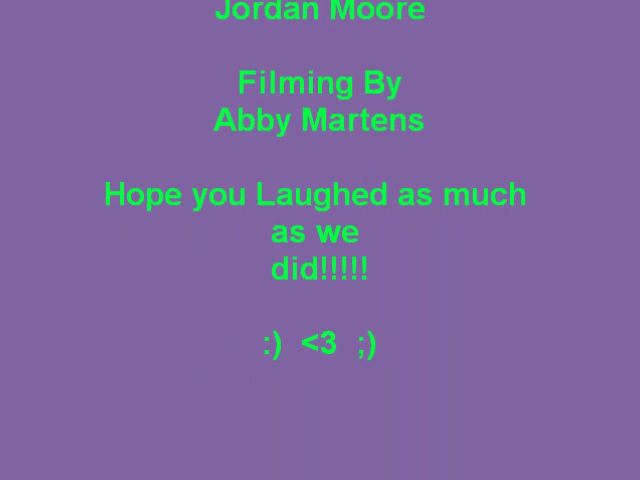 Jordan Moore
Filming By
Abby Martens
Hope you Laughed as much
as we
did!!!!!
:) <3 ;)